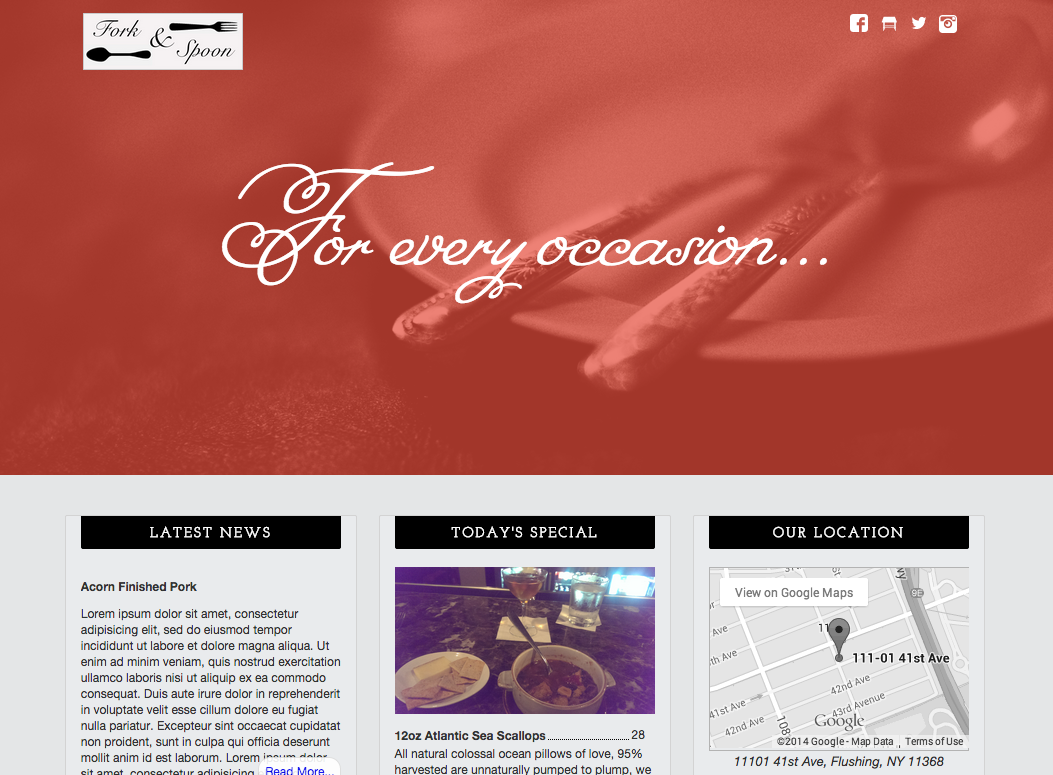 Fork & Spoon
For every occasion...
LATEST NEWS
Acorn Finished Pork
Lorem ipsum dolor sit amet, consectetur
adipisicing elit, sed do eiusmod tempor
incididunt ut labore et dolore magna aliqua. Ut
enim ad minim veniam, quis nostrud exercitation
ullamco laboris nisi ut aliquip ex ea commodo
consequat. Duis aute irure dolor in reprehenderit
in voluptate velit esse cillum dolore eu fugiat
nulla pariatur. Excepteur sint occaecat cupidatat
non proident, sunt in culpa qui officia deserunt
mollit anim id est laborum. Lorem ipsum dolor
sit amet, consectetur adipisicing
Read More...
TODAY'S SPECIAL
12oz Atlantic Sea Scallops 28
All natural colossal ocean pillows of love, 95%
harvested are unnaturally pumped to plump, we
OUR LOCATION
View on Google Maps
9E
111-01 41st Ave
41st Ave
42nd Ave
43rd Avenue
42nd Ave
Google
©2014 Google - Map Data
Terms of Use
11101 41st Ave, Flushing, NY 11368